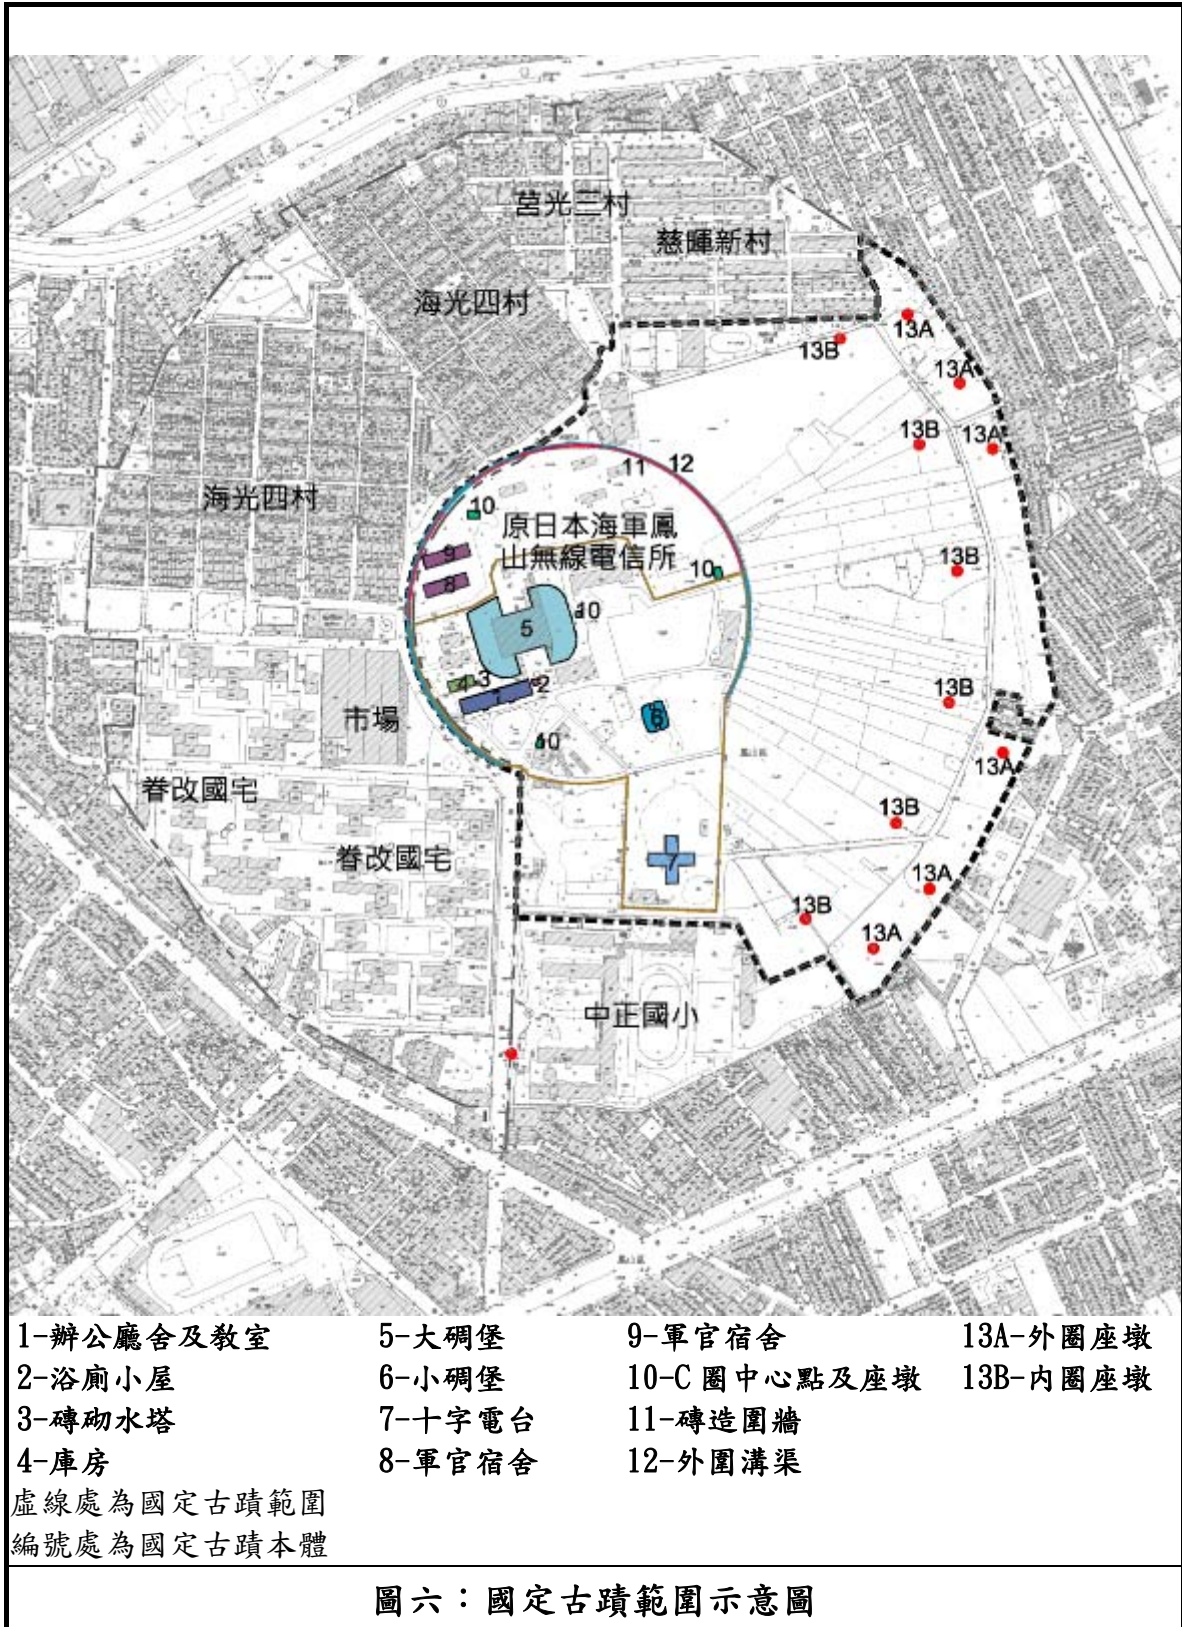 莒光三村
慈暉新村
海光四村
13A
13B
13A
13B
13A
11
12
海光四村
10
原日本海軍鳳
山無線電信所
9
13B
10
8
10
5
4
3
2
1
13B
6
市場
10
13A
眷改國宅
13B
眷改國宅
7
13A
13B
13A
中正國小
1-辦公廳舍及教室 5-大碉堡 9-軍官宿舍 13A-外圈座墩
2-浴廁小屋 6-小碉堡 10-C 圈中心點及座墩 13B-內圈座墩
3-磚砌水塔 7-十字電台 11-磚造圍牆
4-庫房 8-軍官宿舍 12-外圍溝渠
虛線處為國定古蹟範圍
編號處為國定古蹟本體
圖六：國定古蹟範圍示意圖